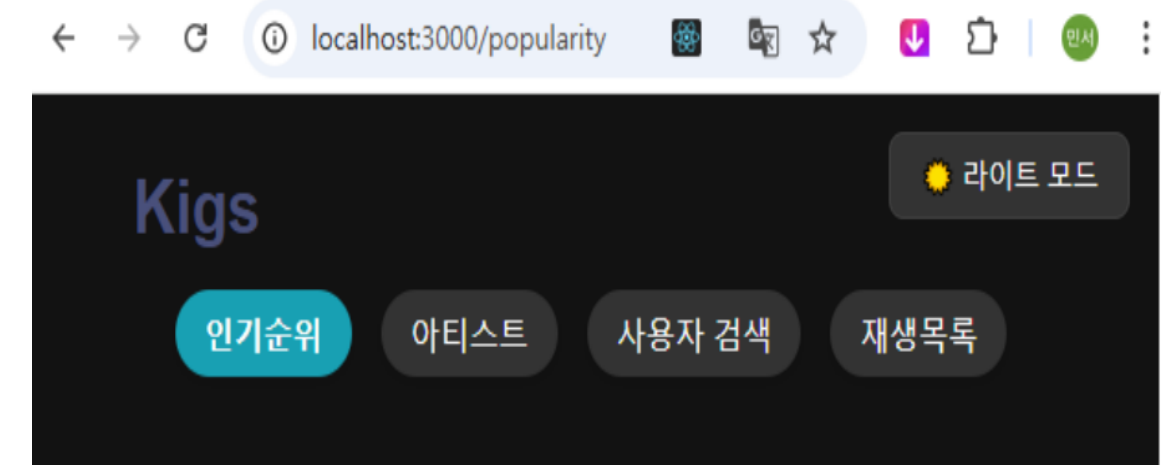 localhost:3000/popularity
민서
라이트 모드
Kigs
인기순위 아티스트 사용자 검색 재생목록